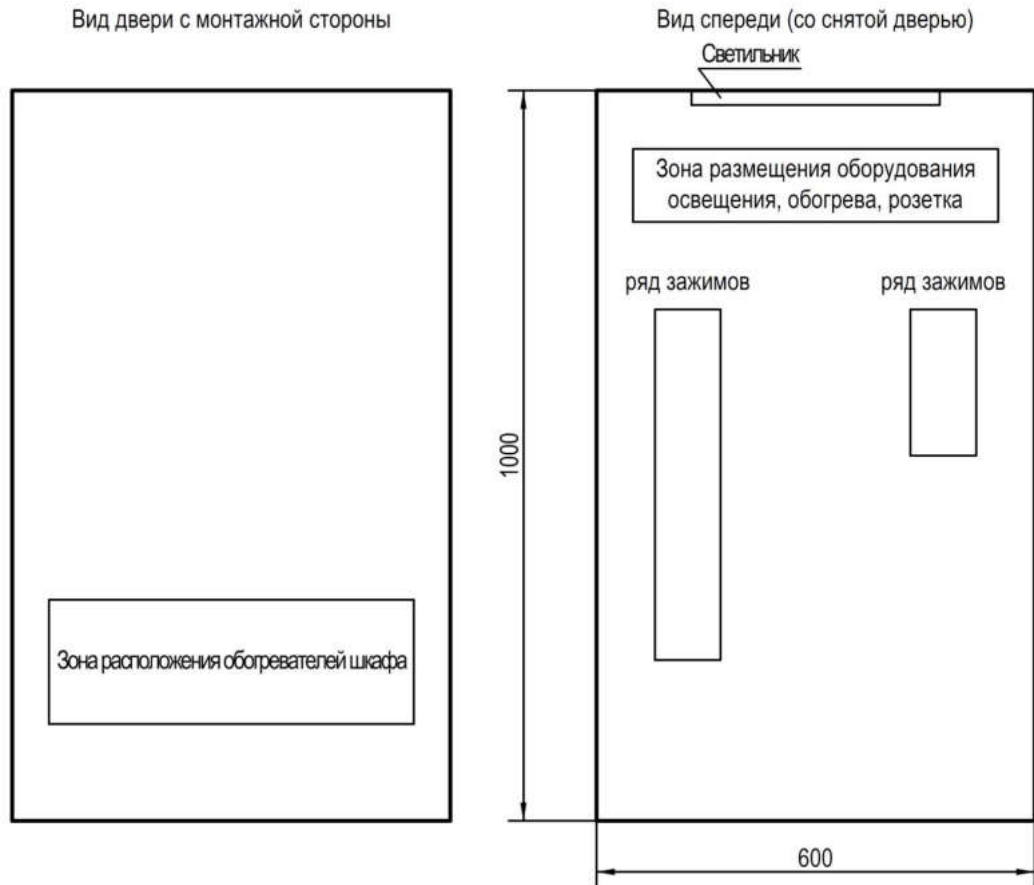 Вид двери с монтажной стороны
Вид спереди (со снятой дверью)
Светильник
Зона размещения оборудования
освещения, обогрева, розетка
ряд зажимов
ряд зажимов
1000
Зона расположения обогревателей шкафа
600